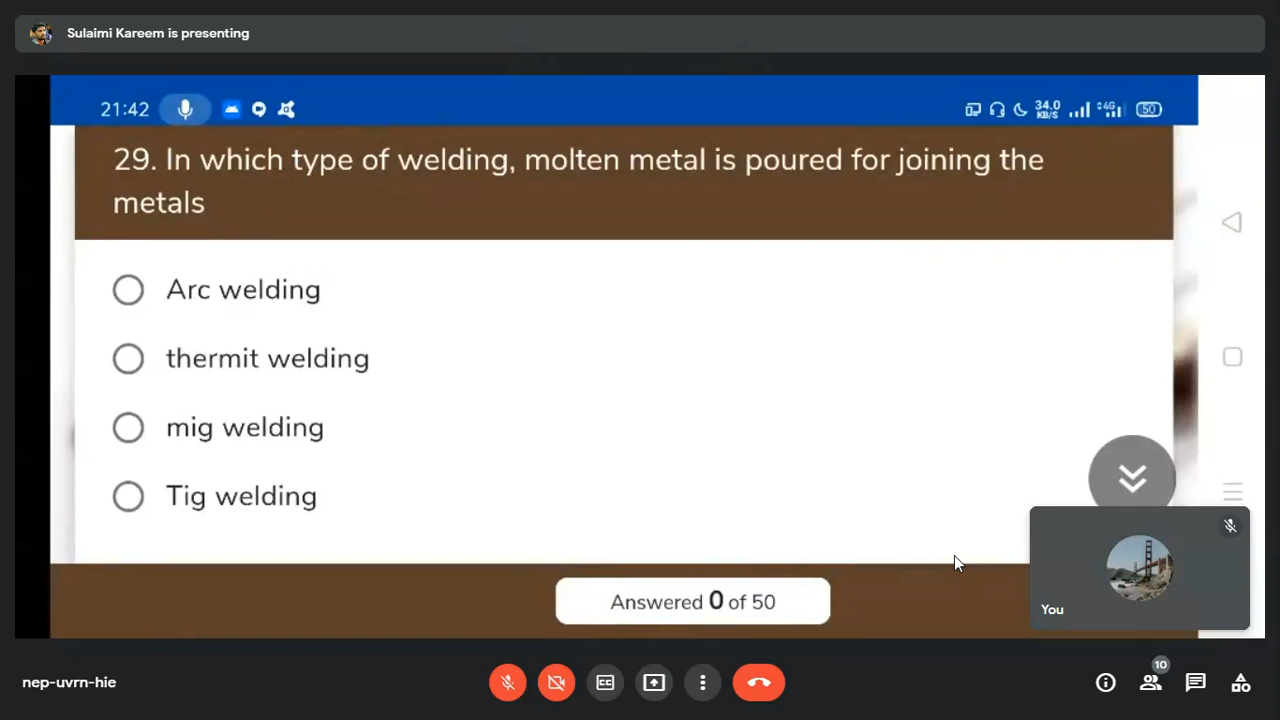 Sulaimi Kareem is presenting
21:42
34.0
KB/S
4G
50
29. In which type of welding, molten metal is poured for joining the
metals
Arc welding
thermit welding
mig welding
Tig welding
You
Answered 0 of 50
nep-uvrn-hie
CC
10